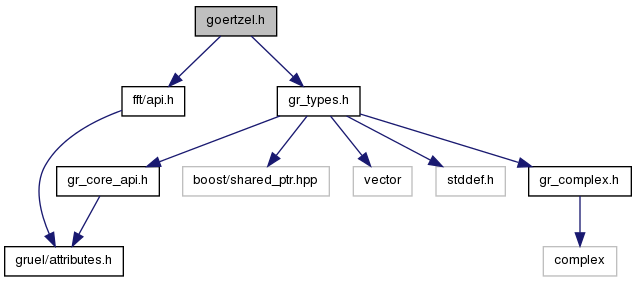 goertzel.h
fft/api.h
gr_types.h
gr_core_api.h
boost/shared_ptr.hpp
vector
stddef.h
gr_complex.h
gruel/attributes.h
complex